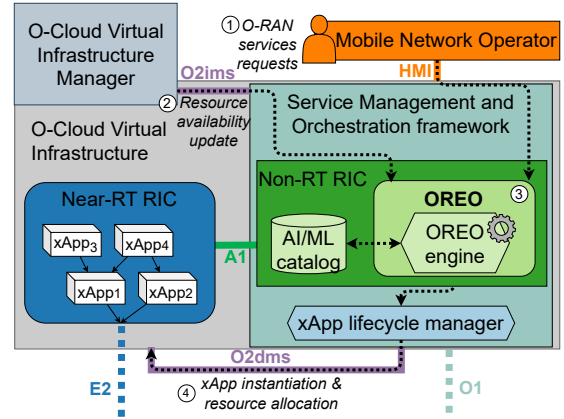 O-Cloud Virtual
Infrastructure
Manager
1 O-RAN
services
requests
Mobile Network Operator
HMI
O2ims
2 Resource
availability
update
Service Management and
Orchestration framework
O-Cloud Virtual
Infrastructure
Non-RT RIC
Near-RT RIC
OREO
3
xApp3
xApp4
xApp1
xApp2
A1
AI/ML
catalog
OREO
engine
xApp lifecycle manager
O2dms
E2
4 xApp instantiation &
resource allocation
O1